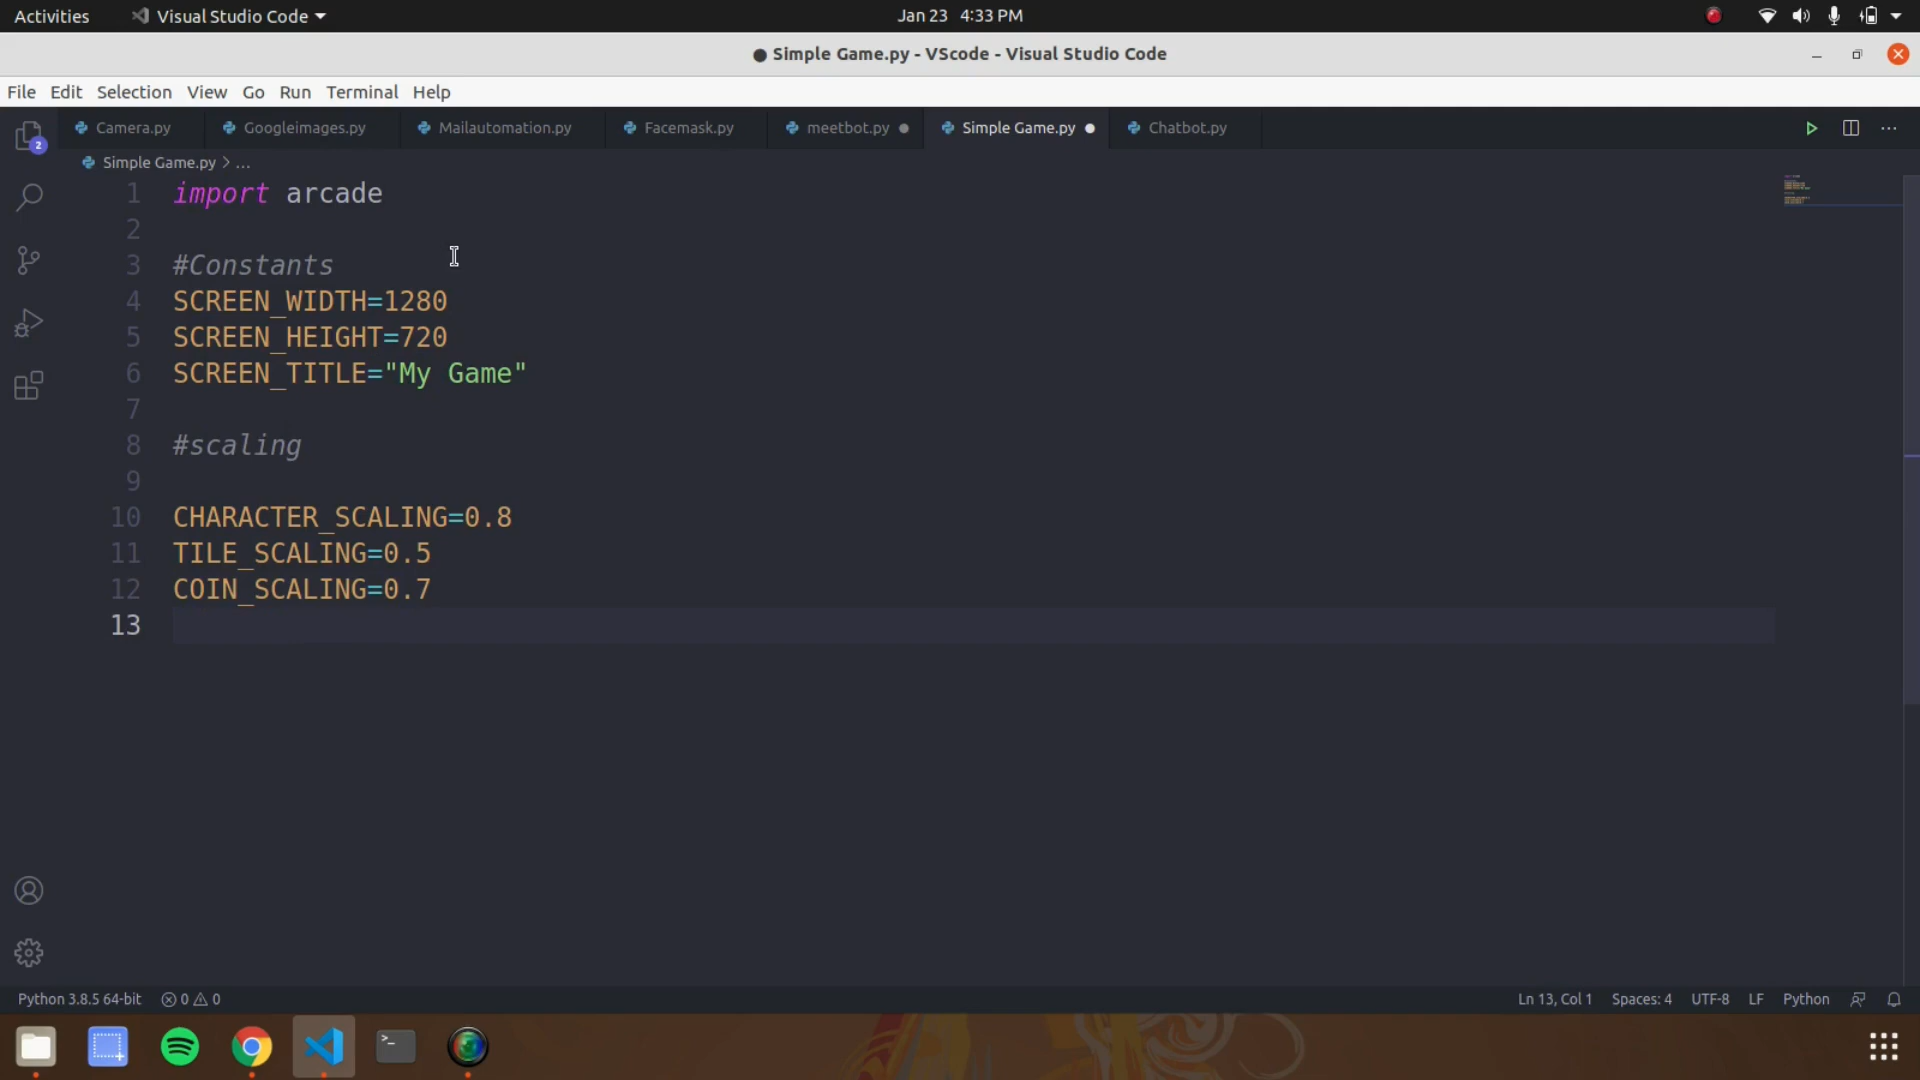 Activities Visual Studio Code Jan 23 4:33 PM
● Simple Game.py - VScode - Visual Studio Code
File Edit Selection View Go Run Terminal Help
Camera.py Googleimages.py Mailautomation.py Facemask.py meetbot.py Simple Game.py Chatbot.py
2
Simple Game.py > ...
1 import arcade
2
3 #Constants
4 SCREEN_WIDTH=1280
5 SCREEN_HEIGHT=720
6 SCREEN_TITLE="My Game"
7
8 #scaling
9
10 CHARACTER_SCALING=0.8
11 TILE_SCALING=0.5
12 COIN_SCALING=0.7
13
Python 3.8.5 64-bit 0 0 Ln 13, Col 1 Spaces: 4 UTF-8 LF Python